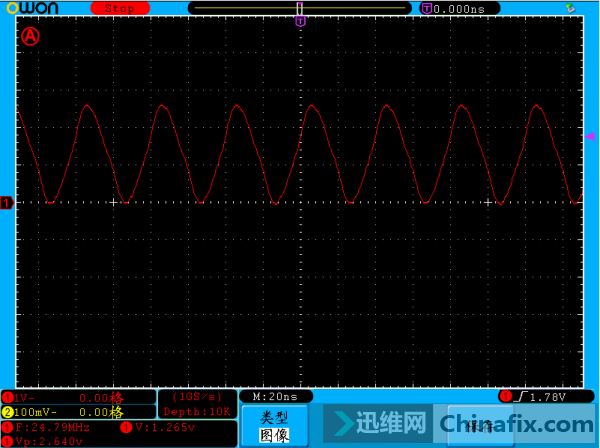 owon Stop T T 0.000ns
A
1
1 1V- 0.00格 (1GS/s) M:20ns 1 1.78V
2 100mV- 0.00格 Depth:10K
1 F:24.79MHz 1 V:1.265v
1 Vp:2.640v
类型
图像
迅维网 Chinafix.com